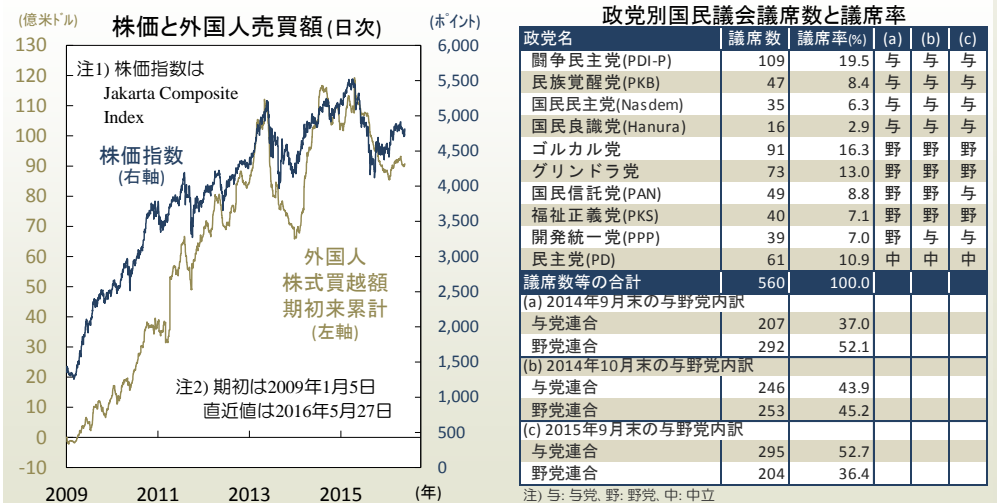 株価と外国人売買額(日次)
(億米ドル)
(ポイント)
130
120
110
100
90
80
70
60
50
40
30
20
10
0
-10
6,000
5,500
5,000
4,500
4,000
3,500
3,000
2,500
2,000
1,500
1,000
500
0
注1) 株価指数は
Jakarta Composite
Index
株価指数
(右軸)
外国人
株式買越額
期初来累計
(左軸)
注2) 期初は2009年1月5日
直近値は2016年5月27日
2009 2011 2013 2015 (年)
政党別国民議会議席数と議席率
政党名 議席数 議席率(%) (a) (b) (c)
闘争民主党(PDI-P) 109 19.5 与 与 与
民族覚醒党(PKB) 47 8.4 与 与 与
国民民主党(Nasdem) 35 6.3 与 与 与
国民良識党(Hanura) 16 2.9 与 与 与
ゴルカル党 91 16.3 野 野 野
グリンドラ党 73 13.0 野 野 野
国民信託党(PAN) 49 8.8 野 野 与
福祉正義党(PKS) 40 7.1 野 野 野
開発統一党(PPP) 39 7.0 野 与 与
民主党(PD) 61 10.9 中 中 中
議席数等の合計 560 100.0
(a) 2014年9月末の与野党内訳
与党連合 207 37.0
野党連合 292 52.1
(b) 2014年10月末の与野党内訳
与党連合 246 43.9
野党連合 253 45.2
(c) 2015年9月末の与野党内訳
与党連合 295 52.7
野党連合 204 36.4
注) 与: 与党, 野: 野党, 中: 中立